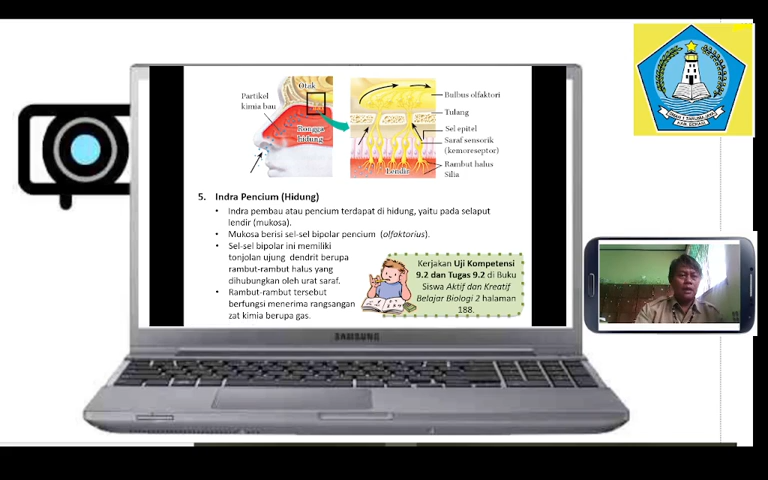 Otak
Partikel
kimia bau
Rongga
hidung
Bulbus olfaktori
Tulang
Sel epitel
Saraf sensorik
(kemoreseptor)
Rambut halus
Silia
Lendir
5. Indra Pencium (Hidung)
• Indra pembau atau pencium terdapat di hidung, yaitu pada selaput
lendir (mukosa).
• Mukosa berisi sel-sel bipolar pencium (olfaktorius).
• Sel-sel bipolar ini memiliki
tonjolan ujung dendrit berupa
rambut-rambut halus yang
dihubungkan oleh urat saraf.
• Rambut-rambut tersebut
berfungsi menerima rangsangan
zat kimia berupa gas.
Kerjakan Uji Kompetensi
9.2 dan Tugas 9.2 di Buku
Siswa Aktif dan Kreatif
Belajar Biologi 2 halaman
188.
SAMSUNG